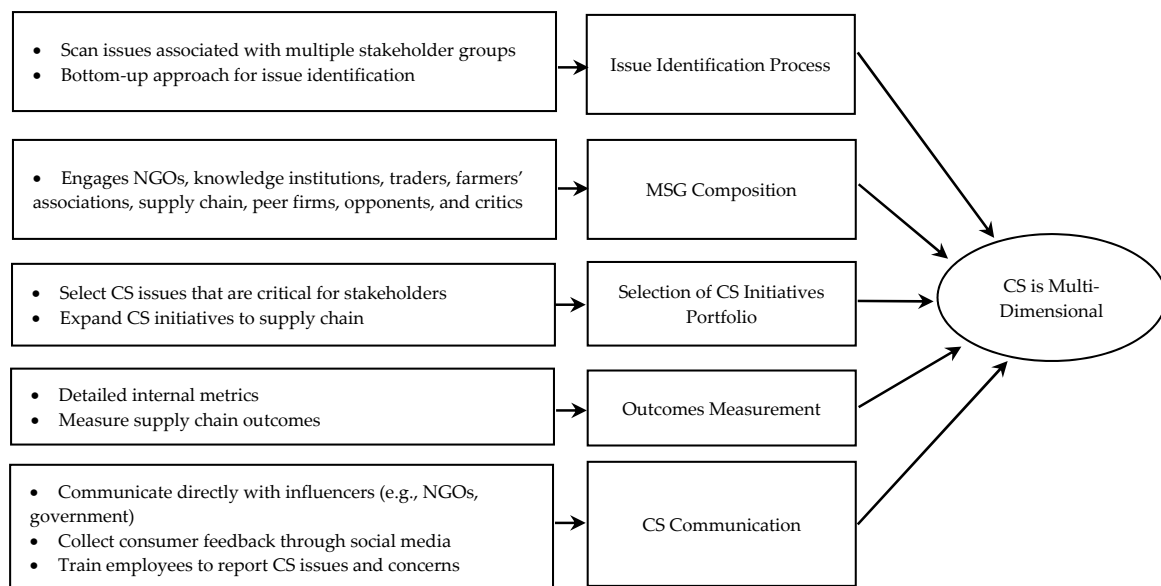 • Scan issues associated with multiple stakeholder groups
• Bottom-up approach for issue identification
Issue Identification Process
• Engages NGOs, knowledge institutions, traders, farmers’
associations, supply chain, peer firms, opponents, and critics
MSG Composition
• Select CS issues that are critical for stakeholders
• Expand CS initiatives to supply chain
Selection of CS Initiatives
Portfolio
CS is Multi-
Dimensional
• Detailed internal metrics
• Measure supply chain outcomes
Outcomes Measurement
• Communicate directly with influencers (e.g., NGOs,
government)
• Collect consumer feedback through social media
• Train employees to report CS issues and concerns
CS Communication